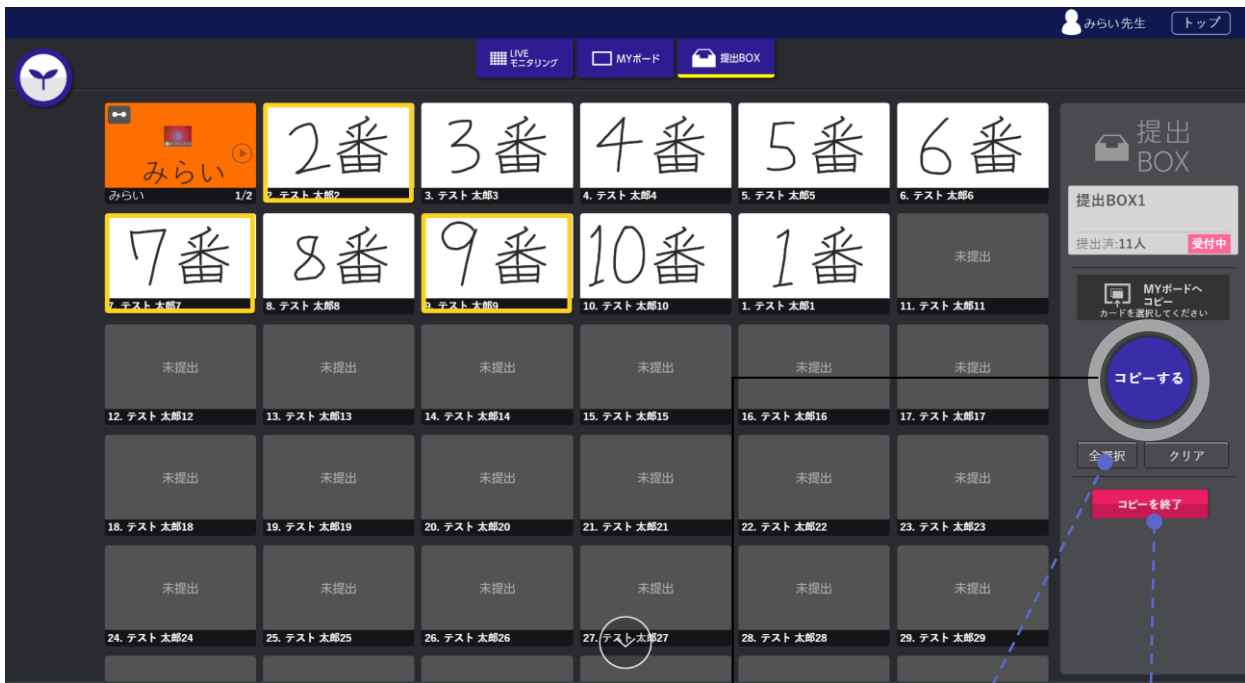 みらい先生
トップ
LIVE
モニタリング
MYボード
提出BOX
みらい
みらい 1/2
2番
2. テスト 太郎2
3番
3. テスト 太郎3
4番
4. テスト 太郎4
5番
5. テスト 太郎5
6番
6. テスト 太郎6
7番
7. テスト 太郎7
8番
8. テスト 太郎8
9番
9. テスト 太郎9
10番
10. テスト 太郎10
1番
1. テスト 太郎1
未提出
11. テスト 太郎11
未提出
12. テスト 太郎12
未提出
13. テスト 太郎13
未提出
14. テスト 太郎14
未提出
15. テスト 太郎15
未提出
16. テスト 太郎16
未提出
17. テスト 太郎17
未提出
18. テスト 太郎18
未提出
19. テスト 太郎19
未提出
20. テスト 太郎20
未提出
21. テスト 太郎21
未提出
22. テスト 太郎22
未提出
23. テスト 太郎23
未提出
24. テスト 太郎24
未提出
25. テスト 太郎25
未提出
26. テスト 太郎26
未提出
27. テスト 太郎27
未提出
28. テスト 太郎28
未提出
29. テスト 太郎29
提出
BOX
提出BOX1
提出済:11人 受付中
MYボードへ
コピー
カードを選択してください
コピーする
全選択 クリア
コピーを終了